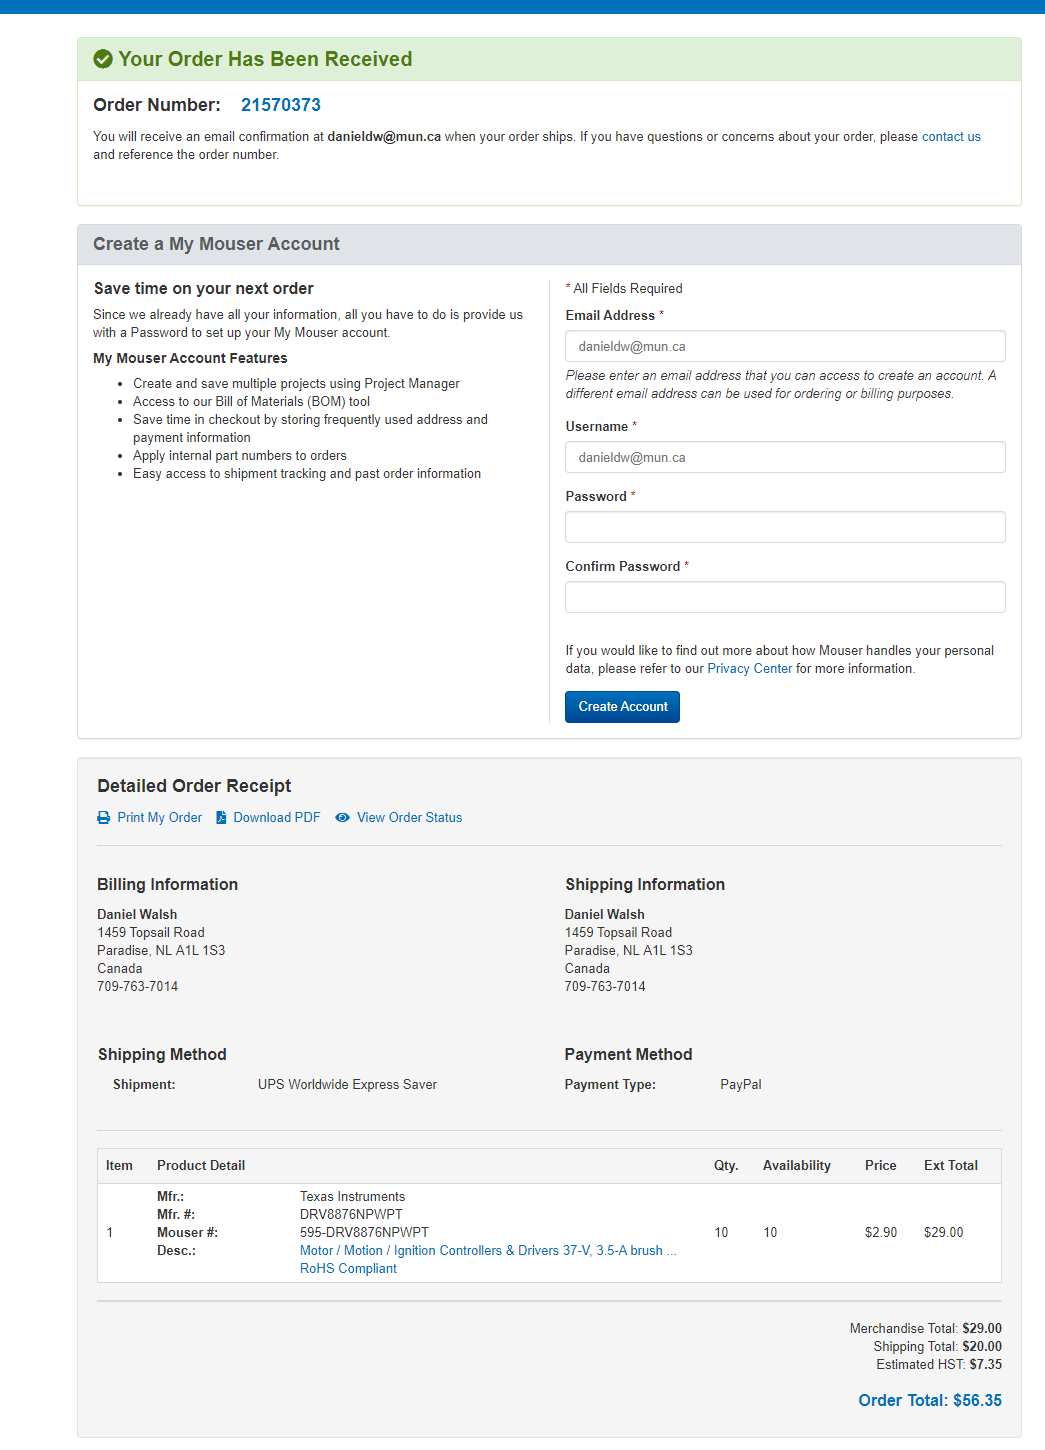 Your Order Has Been Received
Order Number: 21570373
You will receive an email confirmation at danieldw@mun.ca when your order ships. If you have questions or concerns about your order, please contact us
and reference the order number.
Create a My Mouser Account
Save time on your next order
Since we already have all your information, all you have to do is provide us
with a Password to set up your My Mouser account.
My Mouser Account Features
• Create and save multiple projects using Project Manager
• Access to our Bill of Materials (BOM) tool
• Save time in checkout by storing frequently used address and
payment information
• Apply internal part numbers to orders
• Easy access to shipment tracking and past order information
* All Fields Required
Email Address *
danieldw@mun.ca
Please enter an email address that you can access to create an account. A
different email address can be used for ordering or billing purposes.
Username *
danieldw@mun.ca
Password *
Confirm Password *
If you would like to find out more about how Mouser handles your personal
data, please refer to our Privacy Center for more information.
Create Account
Detailed Order Receipt
Print My Order Download PDF View Order Status
Billing Information
Daniel Walsh
1459 Topsail Road
Paradise, NL A1L 1S3
Canada
709-763-7014
Shipping Information
Daniel Walsh
1459 Topsail Road
Paradise, NL A1L 1S3
Canada
709-763-7014
Shipping Method
Shipment: UPS Worldwide Express Saver
Payment Method
Payment Type: PayPal
Item Product Detail Qty. Availability Price Ext Total
Mfr.: Texas Instruments
Mfr. #: DRV8876NPWPT
1 Mouser #: 595-DRV8876NPWPT 10 10 $2.90 $29.00
Desc.: Motor / Motion / Ignition Controllers & Drivers 37-V, 3.5-A brush ...
RoHS Compliant
Merchandise Total: $29.00
Shipping Total: $20.00
Estimated HST: $7.35
Order Total: $56.35